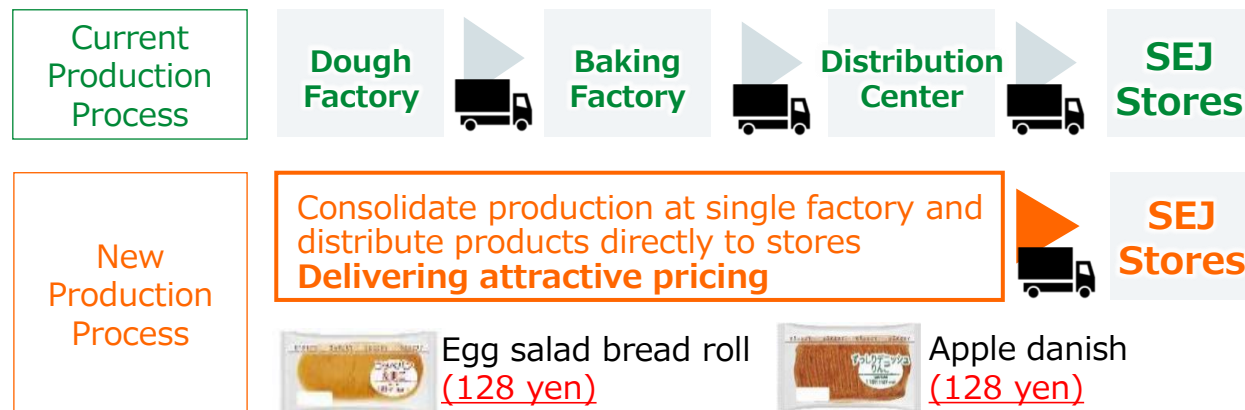 Current
Production
Process
Dough
Factory
Baking
Factory
Distribution
Center
SEJ
Stores
New
Production
Process
Consolidate production at single factory and
distribute products directly to stores
Delivering attractive pricing
SEJ
Stores
Egg salad bread roll
(128 yen)
Apple danish
(128 yen)